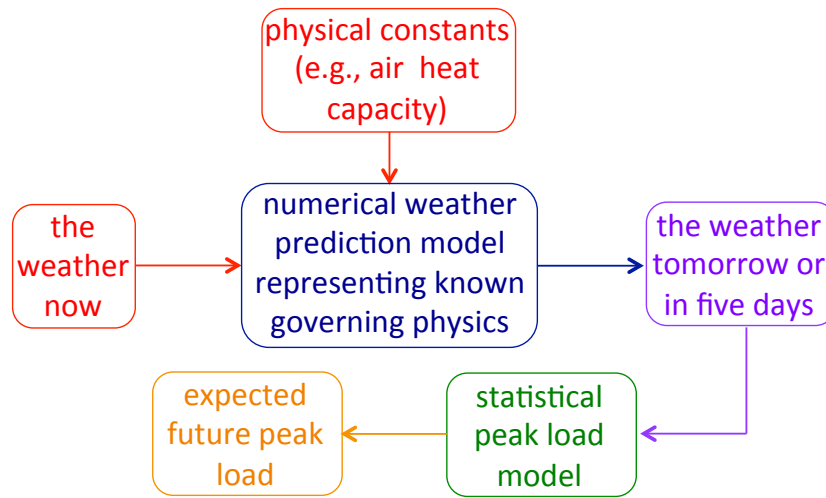 physical constants
(e.g., air heat
capacity)
the
weather
now
numerical weather
prediction model
representing known
governing physics
the weather
tomorrow or
in five days
expected
future peak
load
statistical
peak load
model